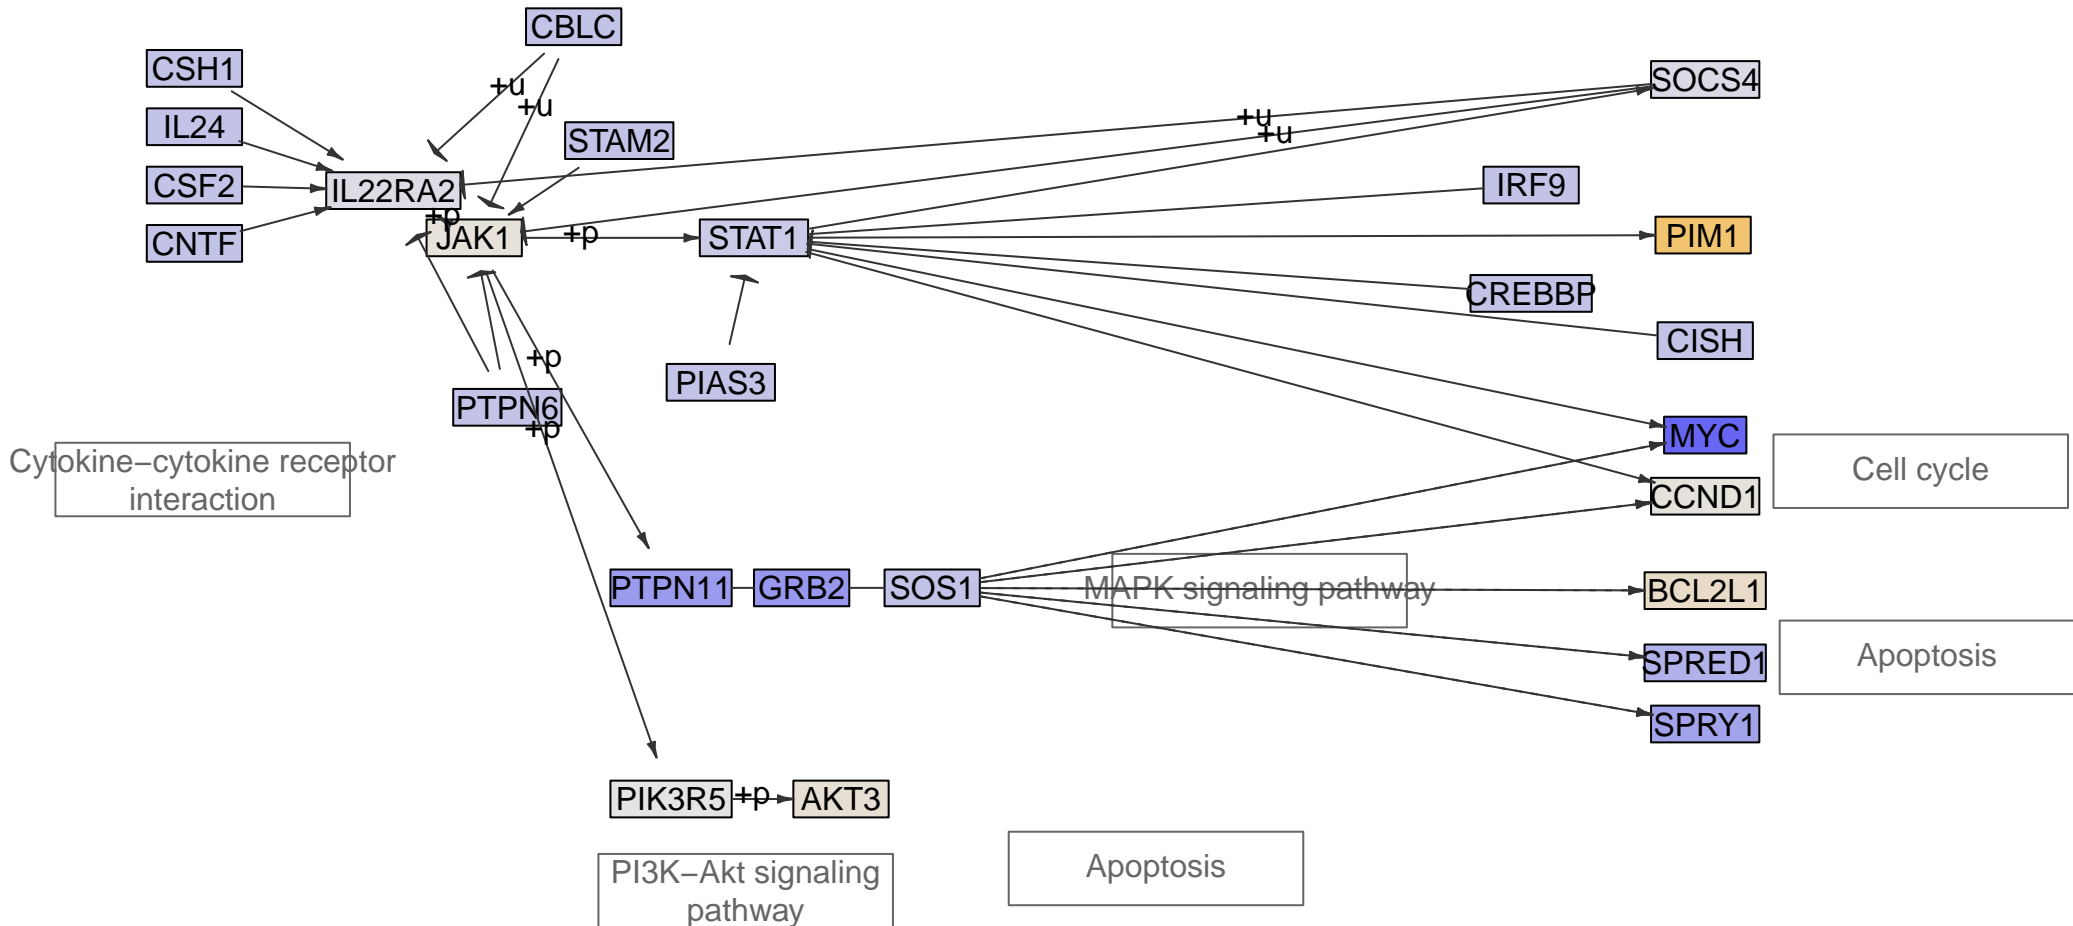 CBLC
CSH1
+u
SOCS4
+u
+u
IL24
+u
STAM2
CSF2
IL22RA2
IRF9
+p
CNTF
JAK1
+p
STAT1
PIM1
CREBBP
CISH
+p
PIAS3
PTPN6
+p
MYC
Cytokine−cytokine receptor
interaction
Cell cycle
CCND1
PTPN11
GRB2
SOS1
MAPK signaling pathway
BCL2L1
SPRED1
Apoptosis
SPRY1
PIK3R5
+p
AKT3
PI3K−Akt signaling
pathway
Apoptosis